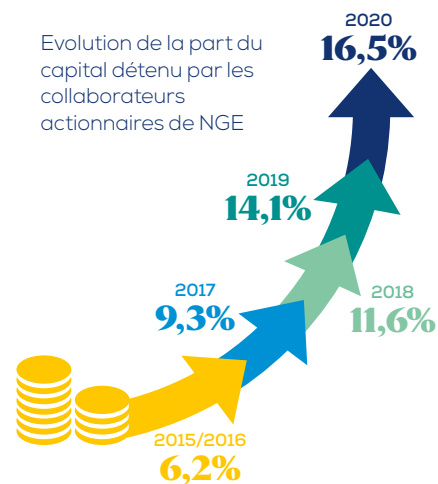 Evolution de la part du
capital détenu par les
collaborateurs
actionnaires de NGE
2020
16,5%
2019
14,1%
2017
9,3%
2018
11,6%
2015/2016
6,2%